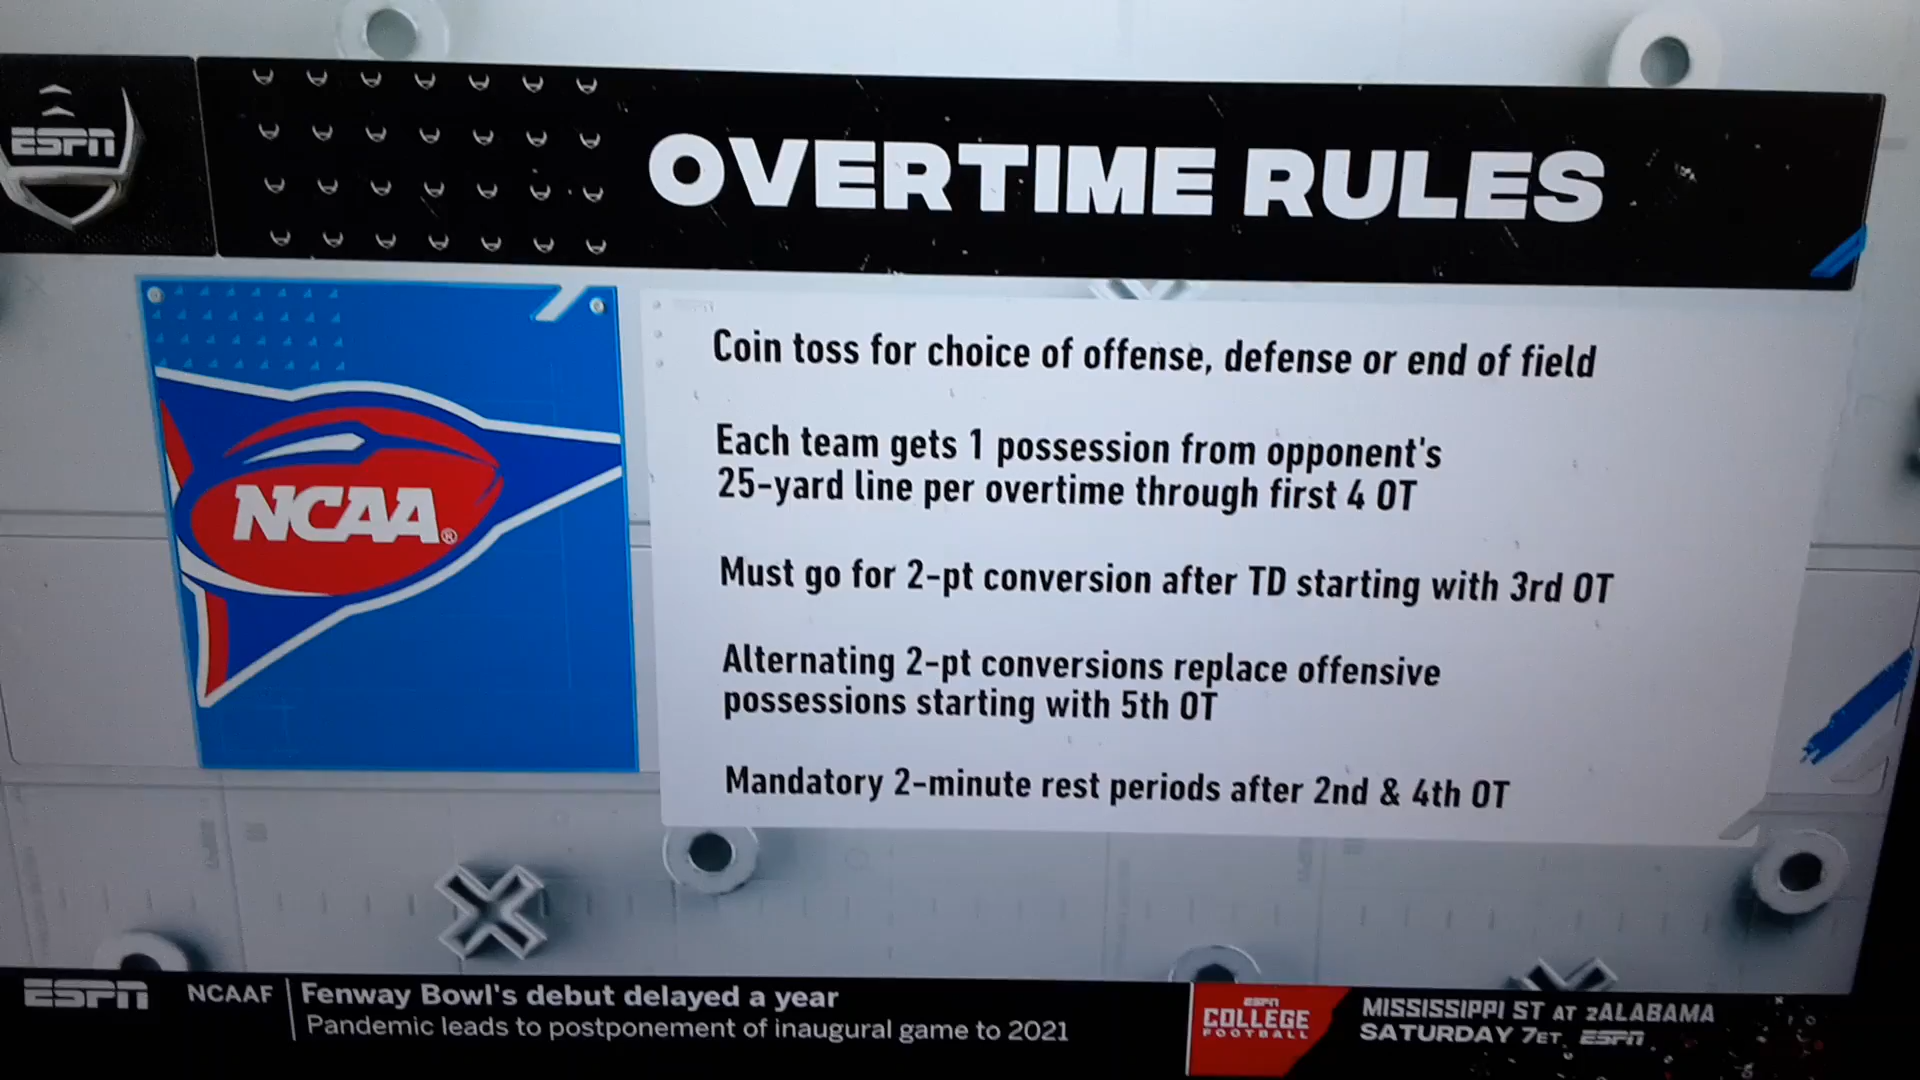 ESPN
OVERTIME RULES
NCAA®
Coin toss for choice of offense, defense or end of field
Each team gets 1 possession from opponent's
25-yard line per overtime through first 4 OT
Must go for 2-pt conversion after TD starting with 3rd OT
Alternating 2-pt conversions replace offensive
possessions starting with 5th OT
Mandatory 2-minute rest periods after 2nd & 4th OT
ESPN
NCAAF
Fenway Bowl's debut delayed a year
Pandemic leads to postponement of inaugural game to 2021
ESPN
COLLEGE
FOOTBALL
MISSISSIPPI ST AT 2ALABAMA
SATURDAY 7ET ESPN